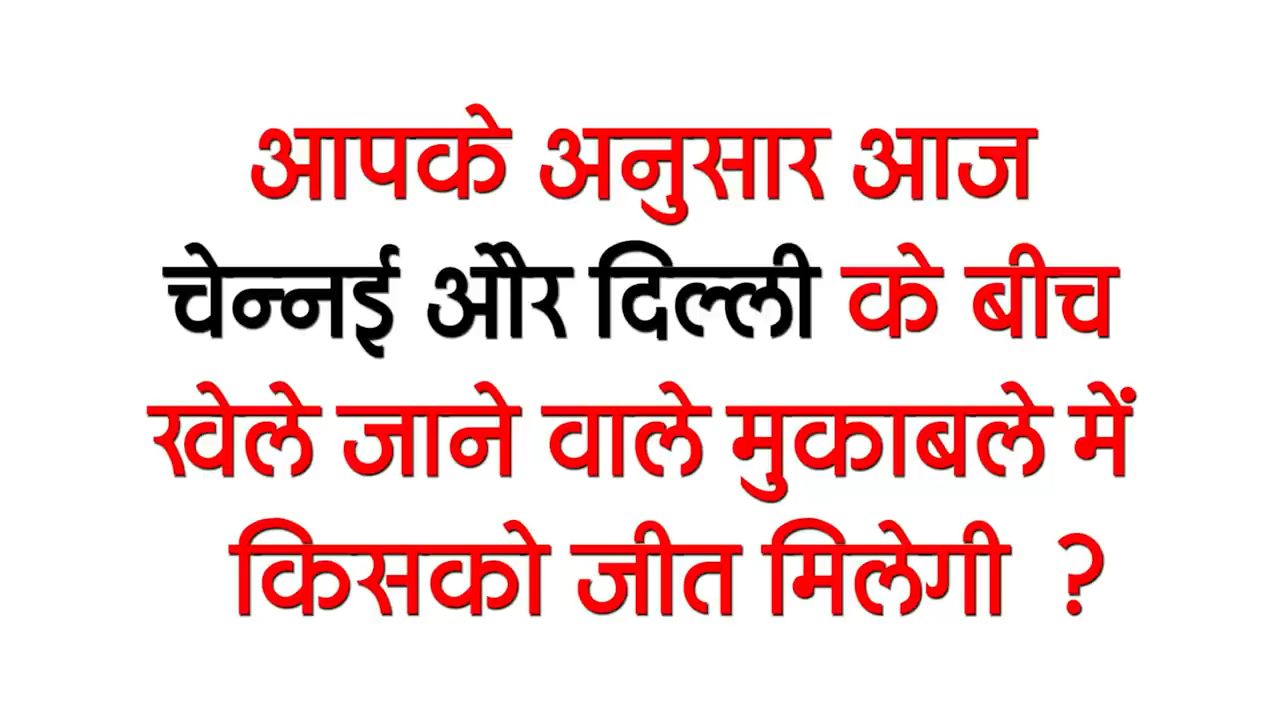 आपके अनुसार आज
चेन्नई और दिल्ली के बीच
खेले जाने वाले मुकाबले में
किसको जीत मिलेगी ?